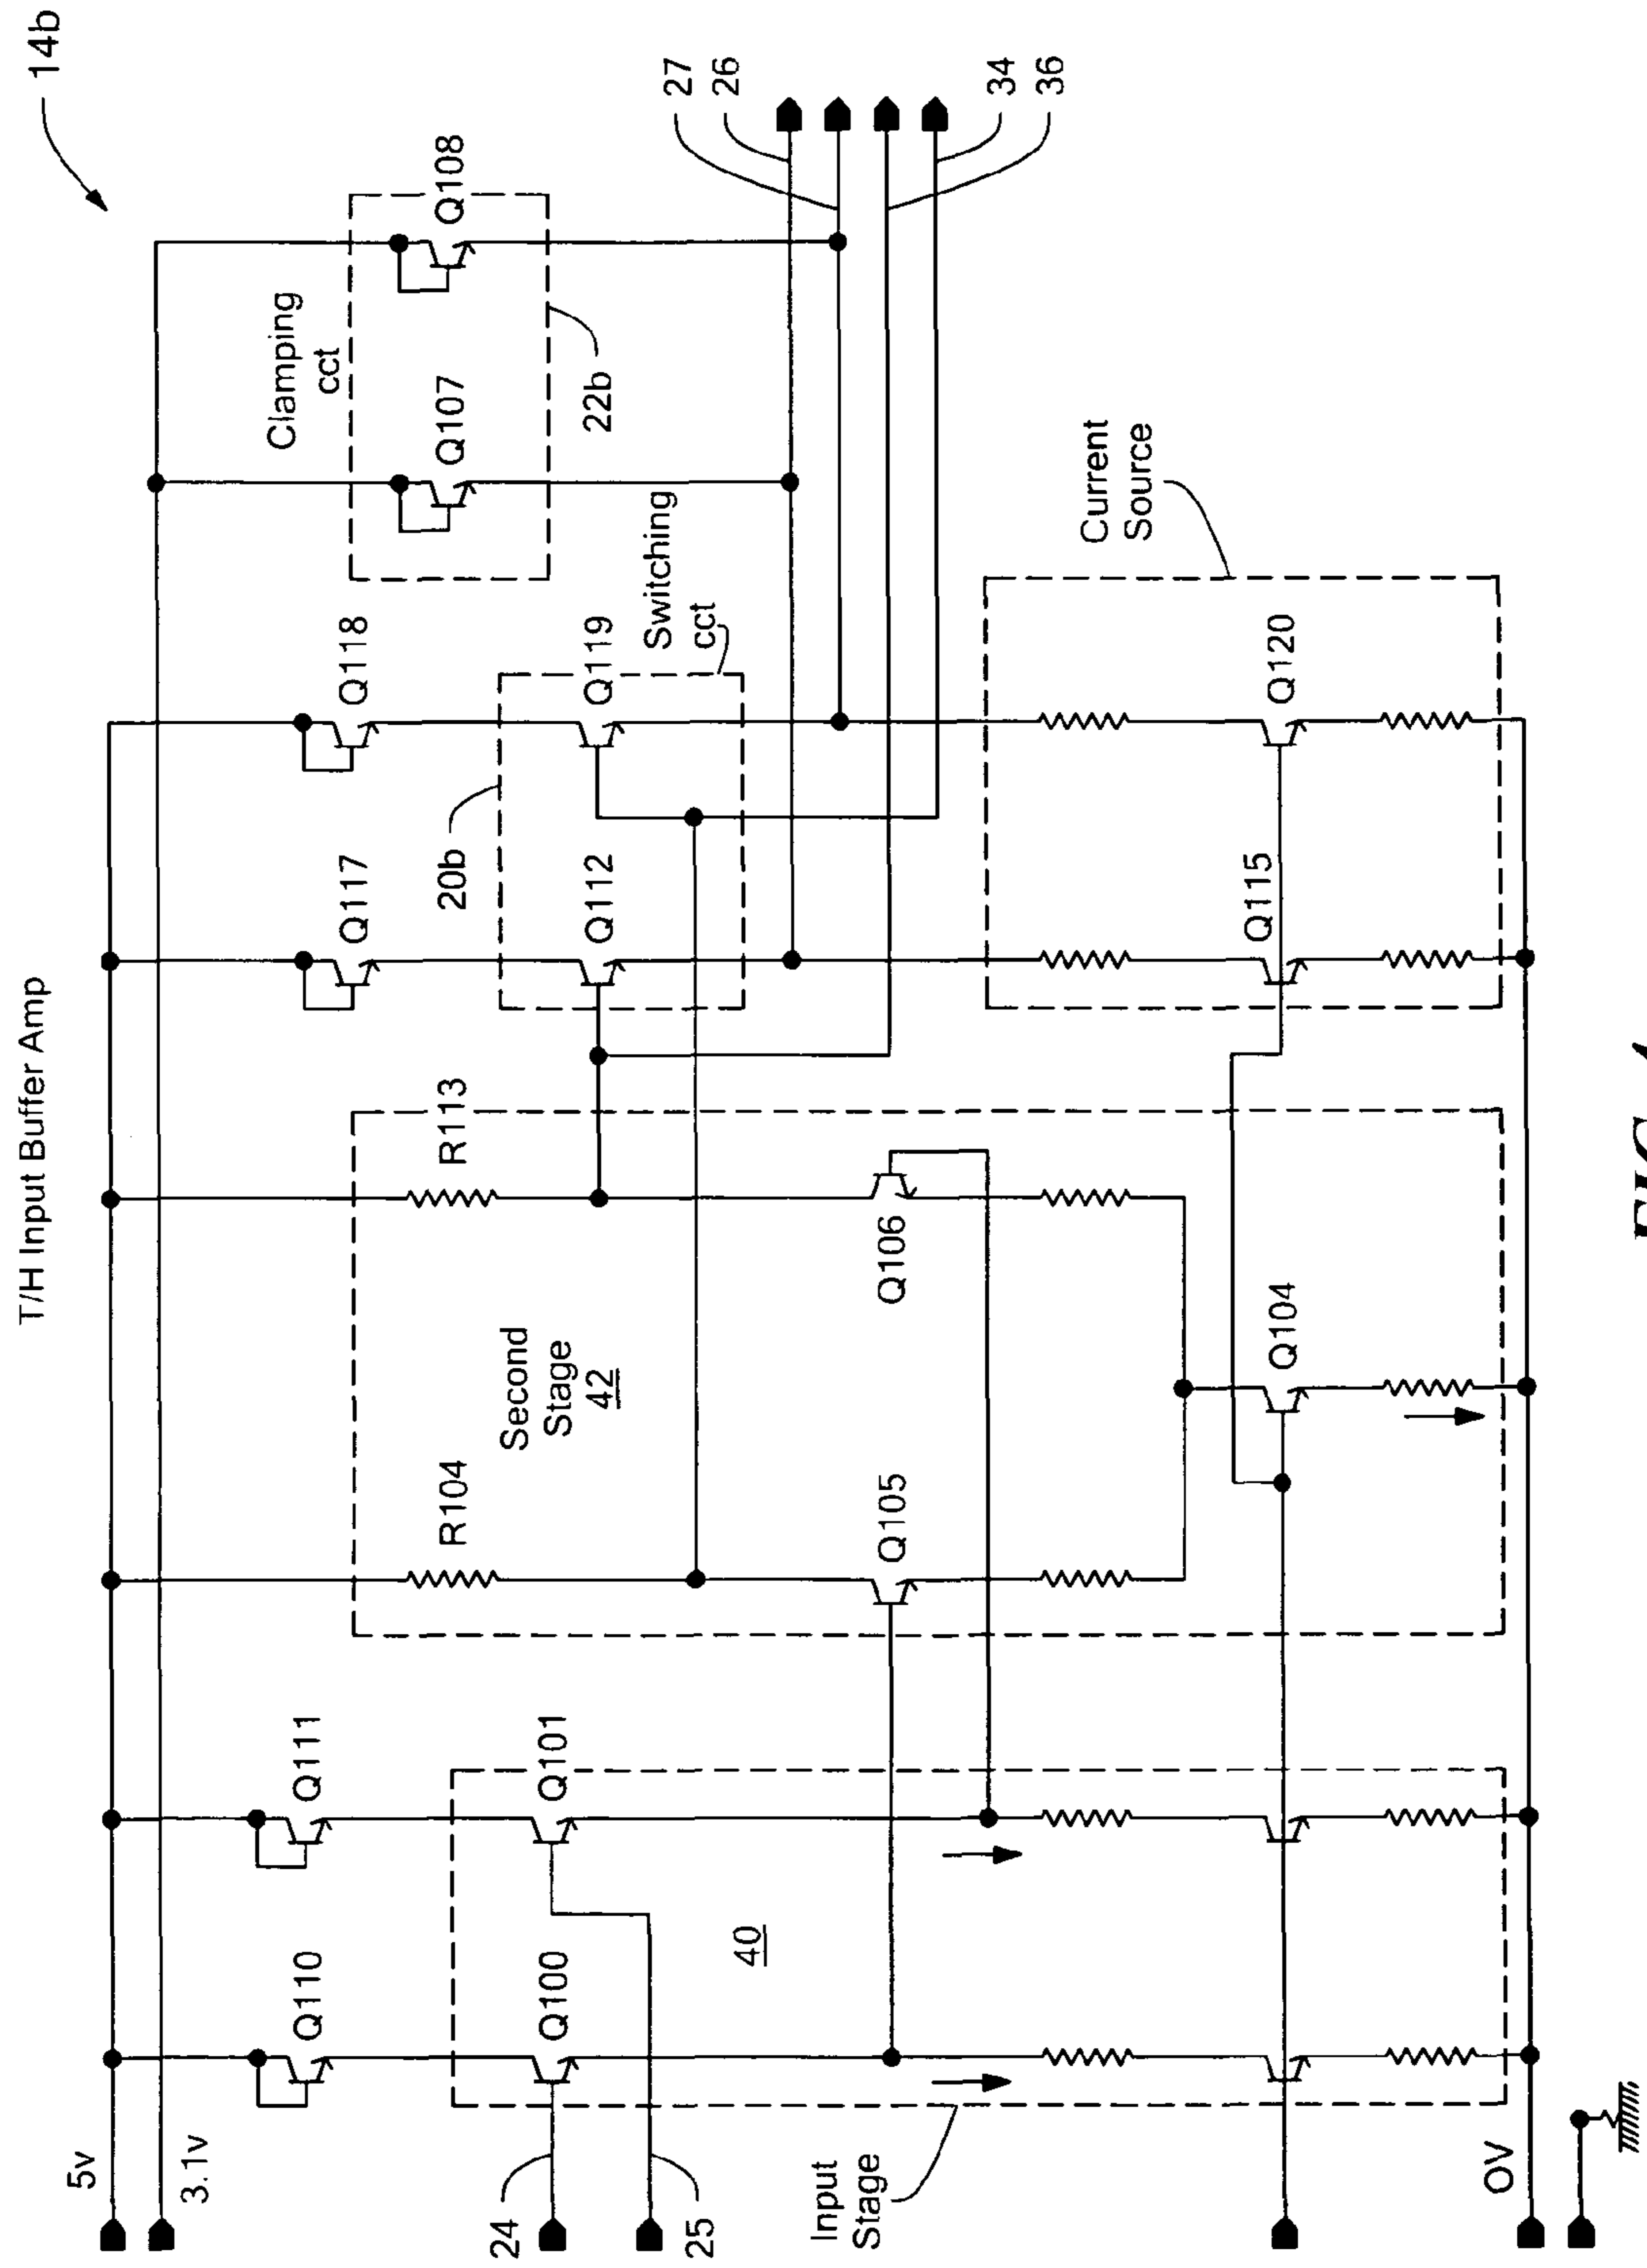 T/H Input Buffer Amp
14b
5v
3.1v
Q110
Q111
Q117
Q118
Clamping
cct
Q107
Q108
22b
27
26
34
36
24
25
Q100
Q101
40
Input
Stage
R104
R113
Second
Stage
42
Q105
Q106
Q104
20b
Q112
Q119
Switching
cct
Current
Source
Q115
Q120
OV